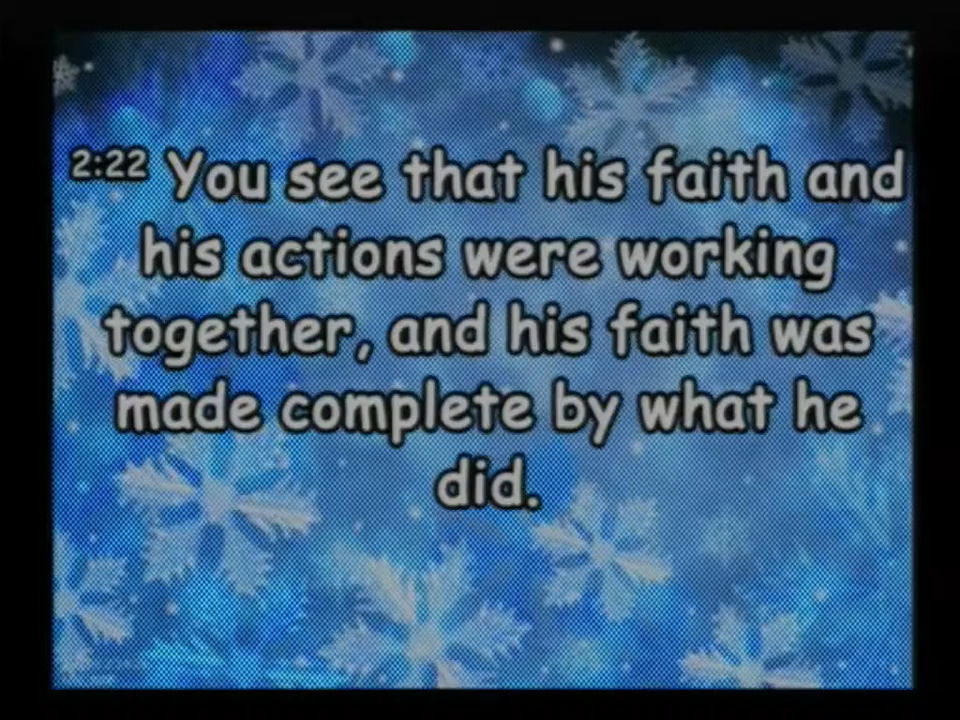 2:22 You see that his faith and
his actions were working
together, and his faith was
made complete by what he
did.